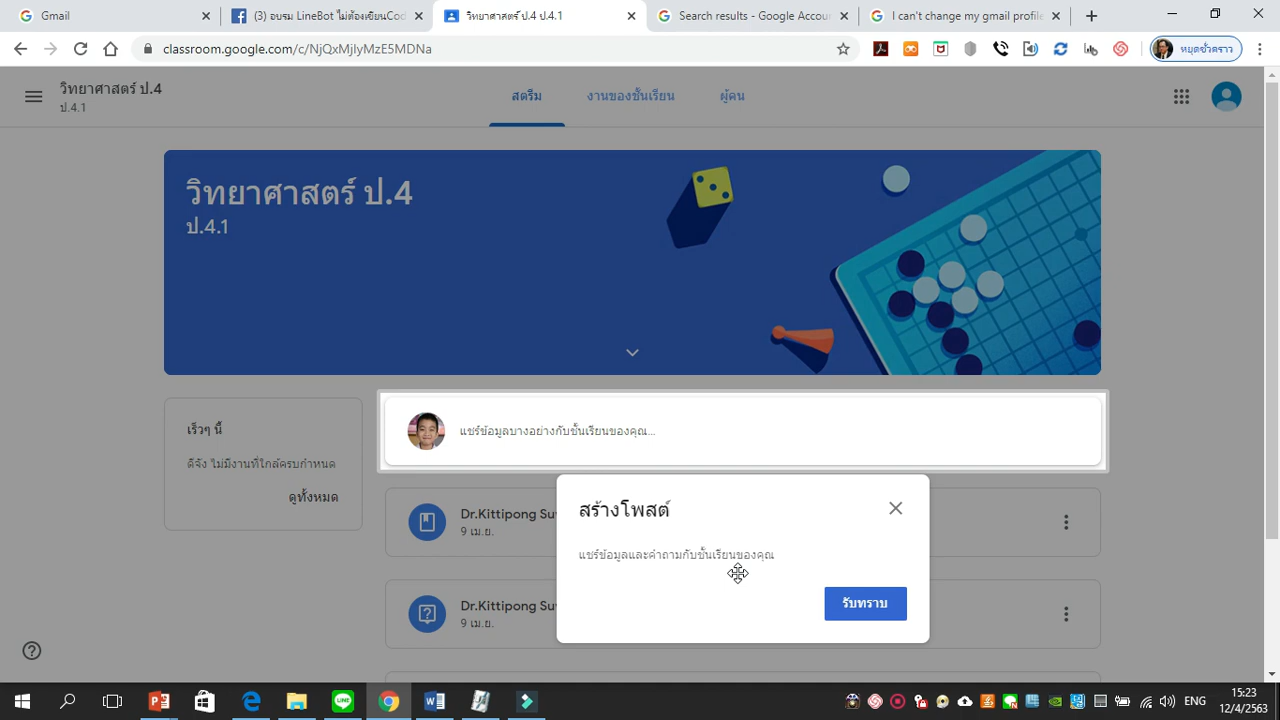 Gmail
(3) อบรม LineBot ไม่ต้องเขียนCod
วิทยาศาสตร์ ป.4 ป.4.1
Search results - Google Accou
I can't change my gmail profile
classroom.google.com/c/NjQxMjIyMzE5MDNa
หยุดชั่วคราว
วิทยาศาสตร์ ป.4
ป.4.1
สตรีม
งานของชั้นเรียน
ผู้คน
วิทยาศาสตร์ ป.4
ป.4.1
เร็วๆ นี้
ดีจัง ไม่มีงานที่ใกล้ครบกำหนด
ดูทั้งหมด
แชร์ข้อมูลบางอย่างกับชั้นเรียนของคุณ...
Dr.Kittipong Su
9 เม.ย.
สร้างโพสต์
แชร์ข้อมูลและคำถามกับชั้นเรียนของคุณ
รับทราบ
Dr.Kittipong Su
9 เม.ย.
ENG
15:23
12/4/2563